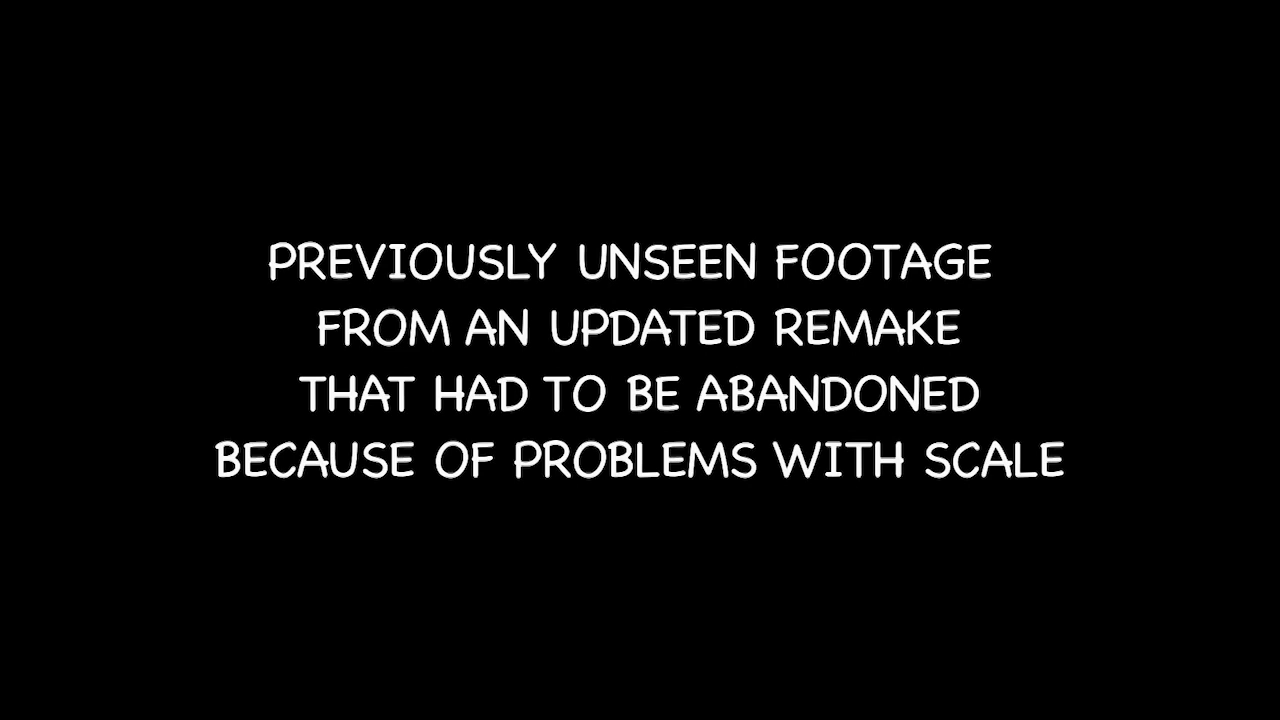 PREVIOUSLY UNSEEN FOOTAGE
FROM AN UPDATED REMAKE
THAT HAD TO BE ABANDONED
BECAUSE OF PROBLEMS WITH SCALE